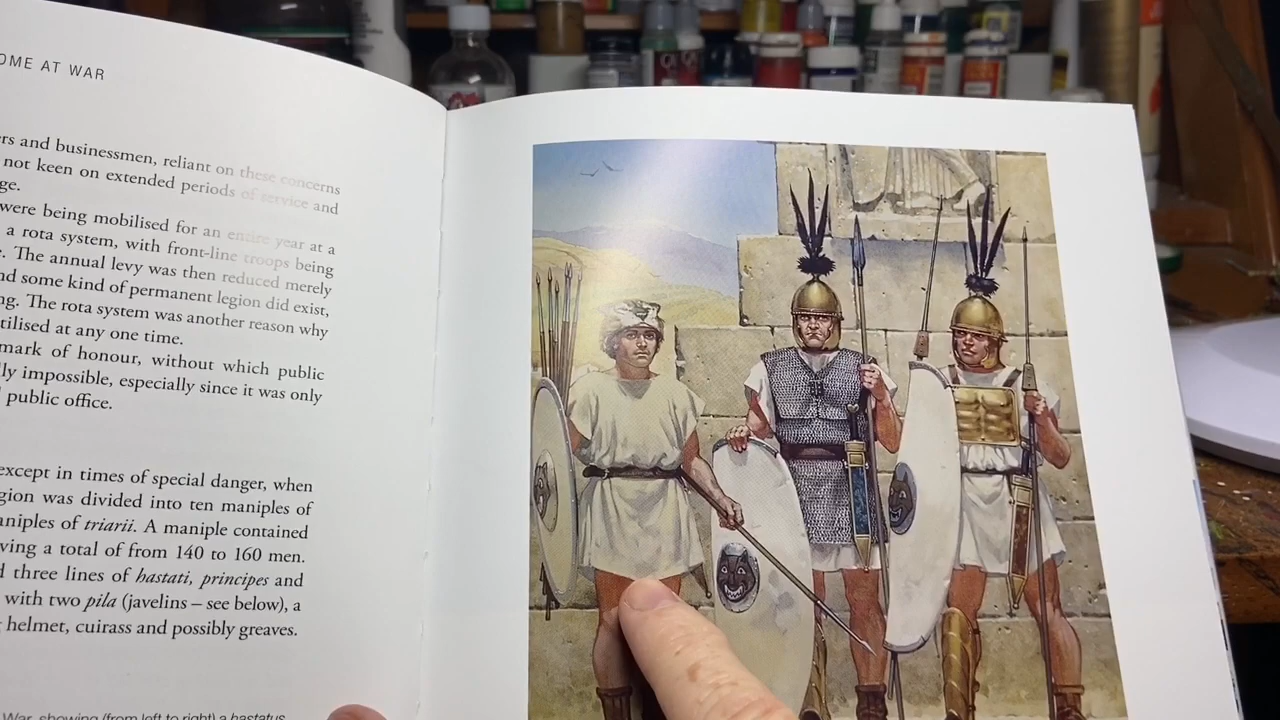 OME AT WAR
rs and businessmen, reliant on these concerns
not keen on extended periods of service and
ge.
were being mobilised for an entire year at a
a rota system, with front-line troops being
. The annual levy was then reduced merely
nd some kind of permanent legion did exist,
ng. The rota system was another reason why
tilised at any one time.
mark of honour, without which public
lly impossible, especially since it was only
public office.
except in times of special danger, when
gion was divided into ten maniples of
aniples of triarii. A maniple contained
ving a total of from 140 to 160 men.
d three lines of hastati, principes and
with two pila (javelins – see below), a
helmet, cuirass and possibly greaves.
War, showing (from left to right) a hastatus